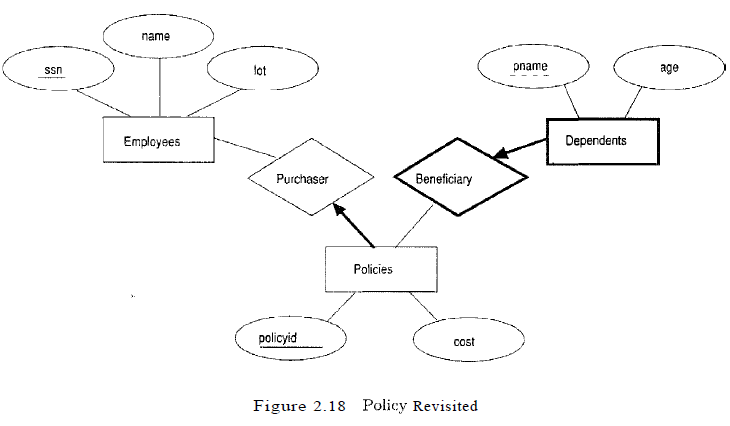 name
ssn
lot
pname
age
Employees
Dependents
Purchaser
Beneficiary
Policies
policyid
cost
Figure 2.18 Policy Revisited